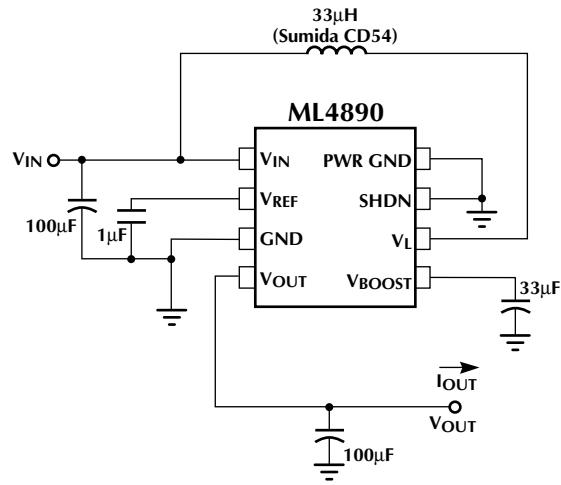 33µH
(Sumida CD54)
ML4890
VIN
VIN
PWR GND
VREF
SHDN
100µF
1µF
GND
VL
VOUT
VBOOST
33µF
IOUT
VOUT
100µF